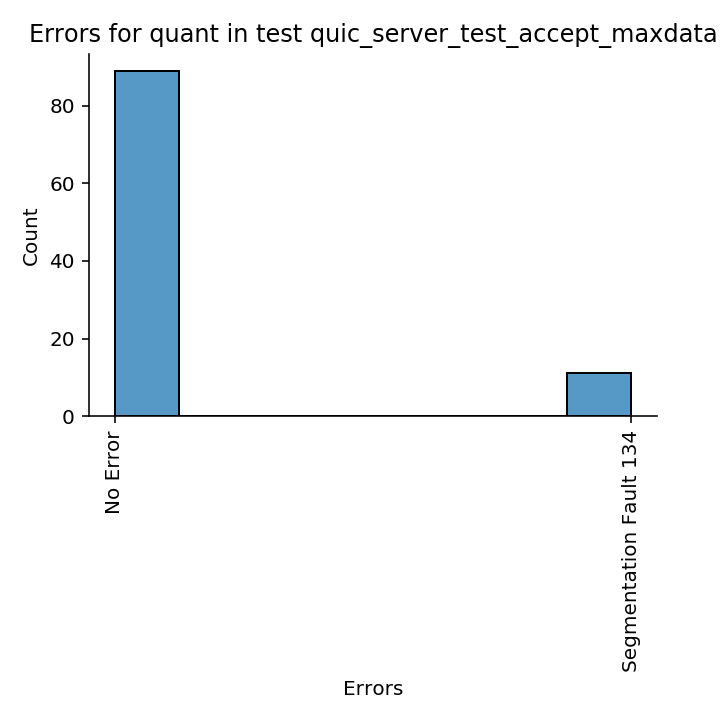 Errors for quant in test quic_server_test_accept_maxdata
80
60
40
20
0
Count
No Error
Segmentation Fault 134
Errors